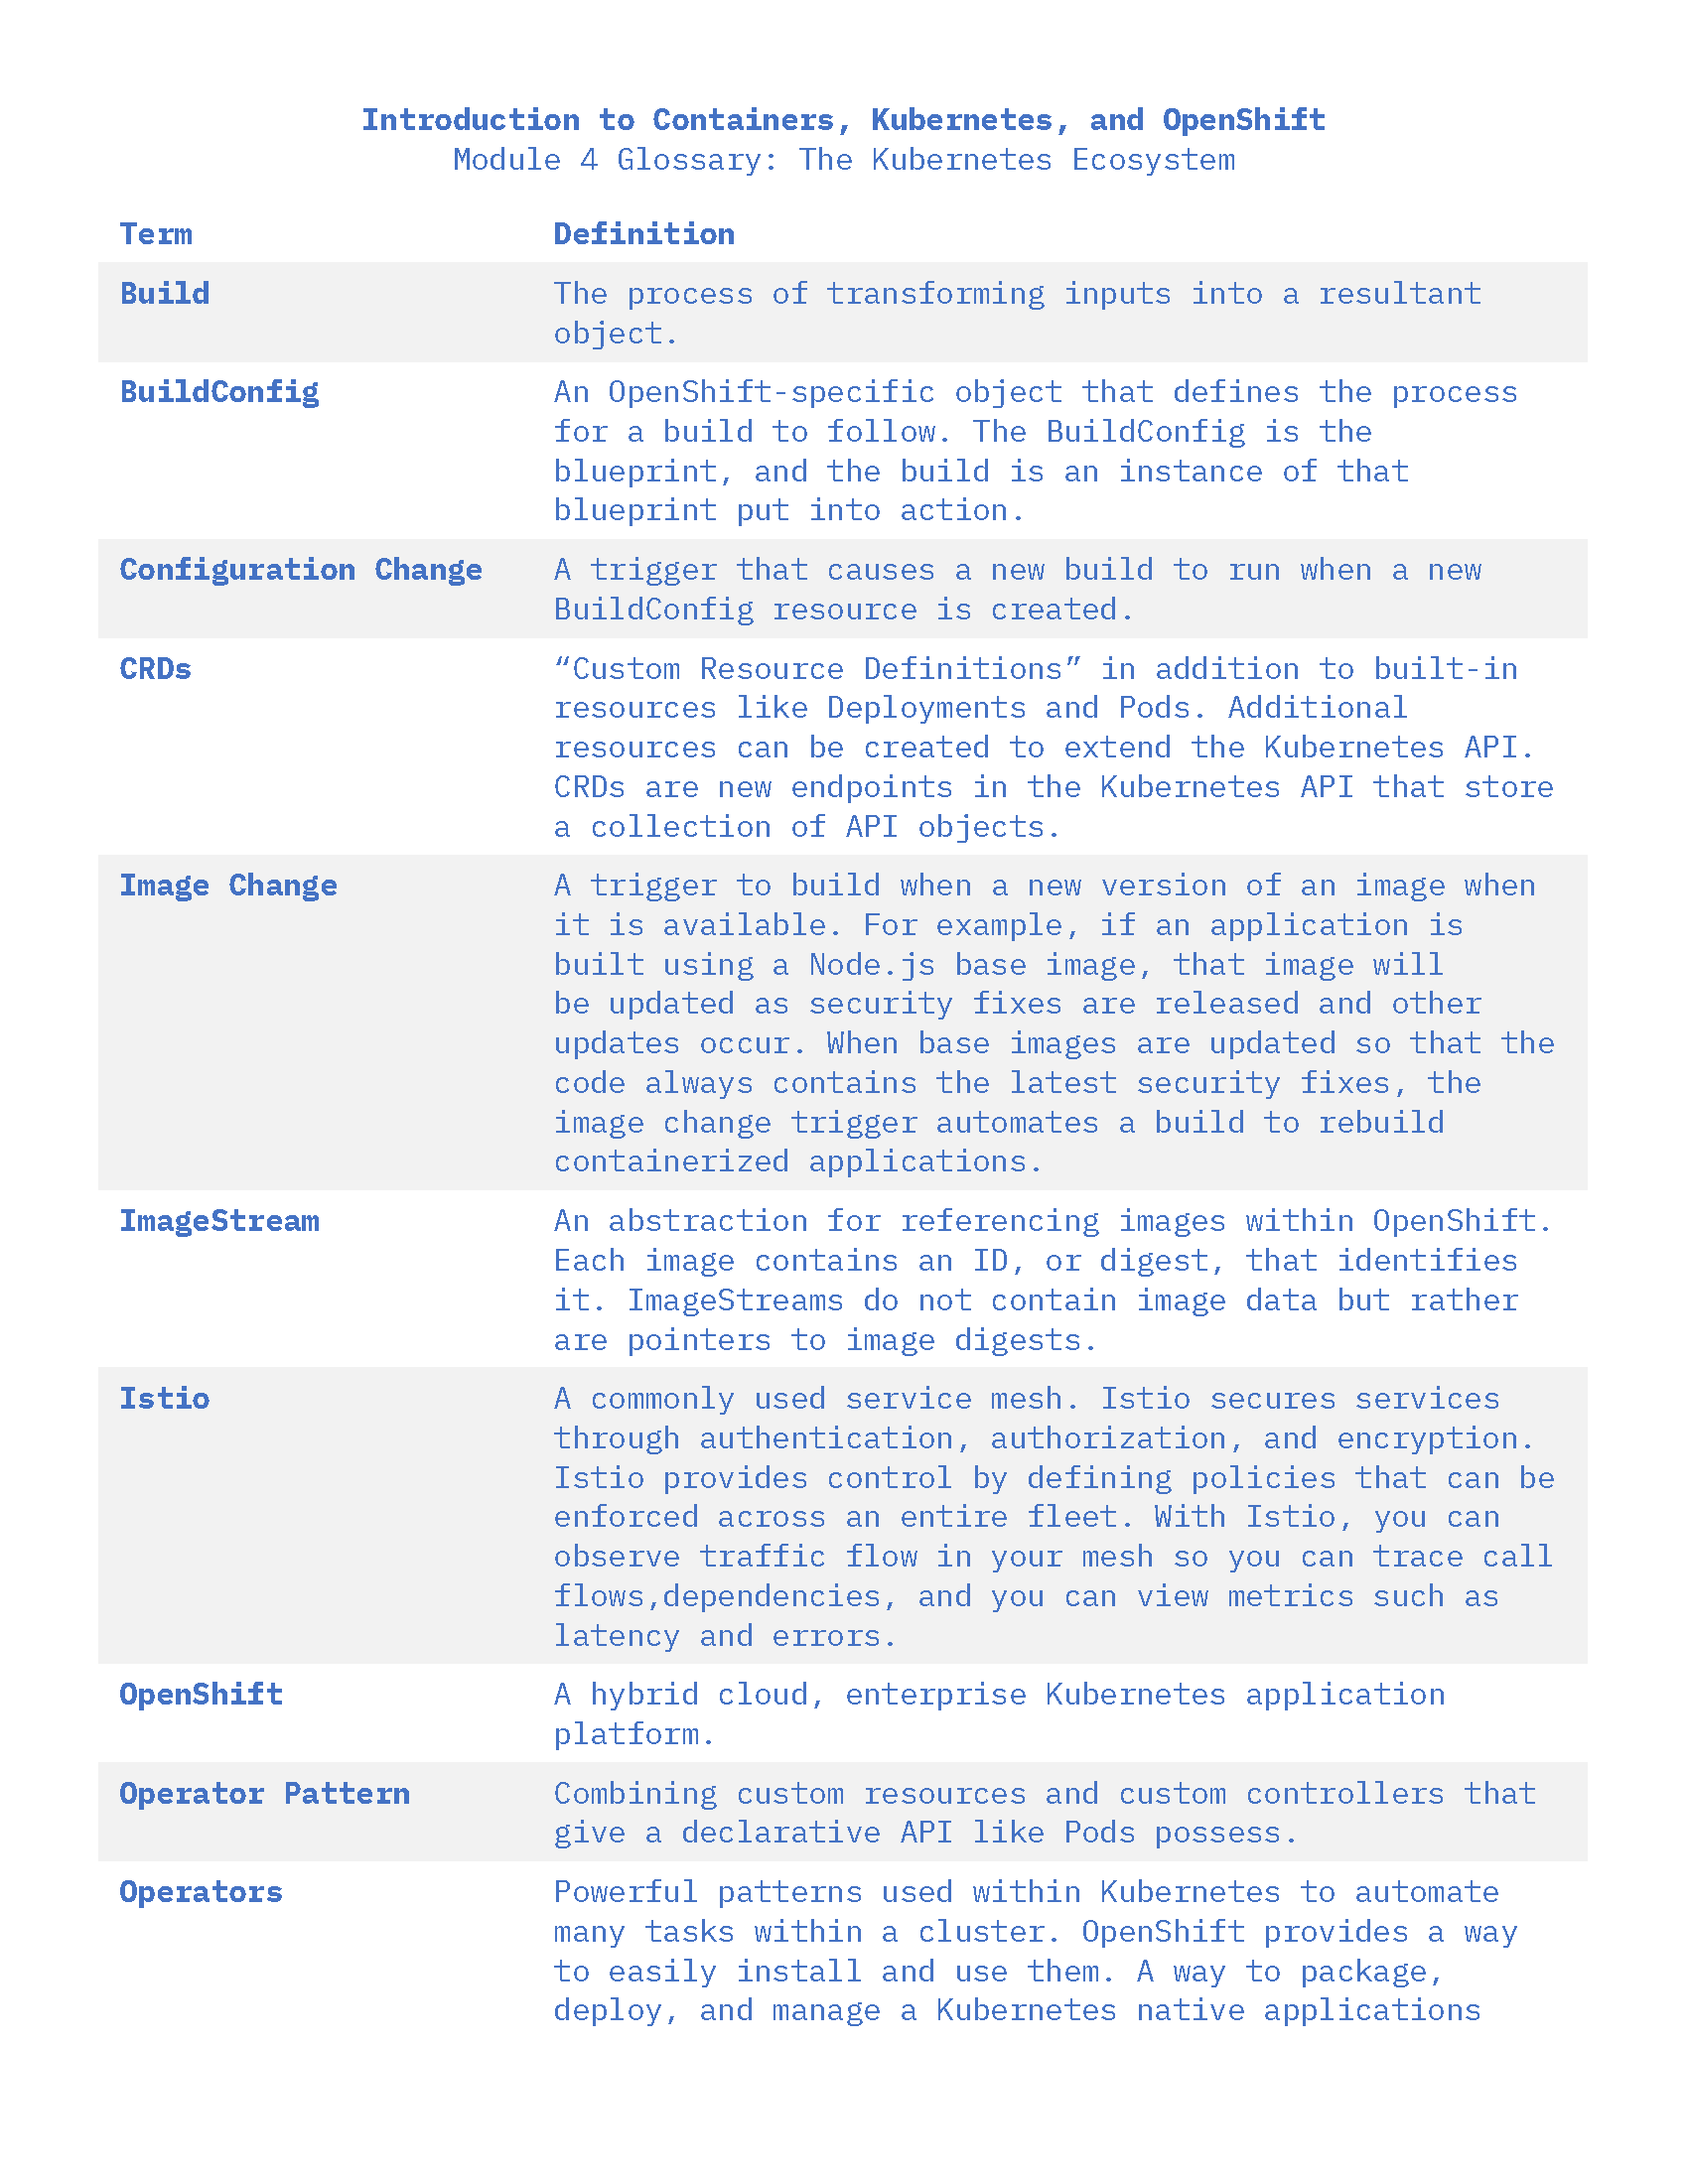 Introduction to Containers, Kubernetes, and OpenShift
Module 4 Glossary: The Kubernetes Ecosystem
Term Definition
Build The process of transforming inputs into a resultant
object.
BuildConfig An OpenShift-specific object that defines the process
for a build to follow. The BuildConfig is the
blueprint, and the build is an instance of that
blueprint put into action.
Configuration Change A trigger that causes a new build to run when a new
BuildConfig resource is created.
CRDs “Custom Resource Definitions” in addition to built-in
resources like Deployments and Pods. Additional
resources can be created to extend the Kubernetes API.
CRDs are new endpoints in the Kubernetes API that store
a collection of API objects.
Image Change A trigger to build when a new version of an image when
it is available. For example, if an application is
built using a Node.js base image, that image will
be updated as security fixes are released and other
updates occur. When base images are updated so that the
code always contains the latest security fixes, the
image change trigger automates a build to rebuild
containerized applications.
ImageStream An abstraction for referencing images within OpenShift.
Each image contains an ID, or digest, that identifies
it. ImageStreams do not contain image data but rather
are pointers to image digests.
Istio A commonly used service mesh. Istio secures services
through authentication, authorization, and encryption.
Istio provides control by defining policies that can be
enforced across an entire fleet. With Istio, you can
observe traffic flow in your mesh so you can trace call
flows,dependencies, and you can view metrics such as
latency and errors.
OpenShift A hybrid cloud, enterprise Kubernetes application
platform.
Operator Pattern Combining custom resources and custom controllers that
give a declarative API like Pods possess.
Operators Powerful patterns used within Kubernetes to automate
many tasks within a cluster. OpenShift provides a way
to easily install and use them. A way to package,
deploy, and manage a Kubernetes native applications